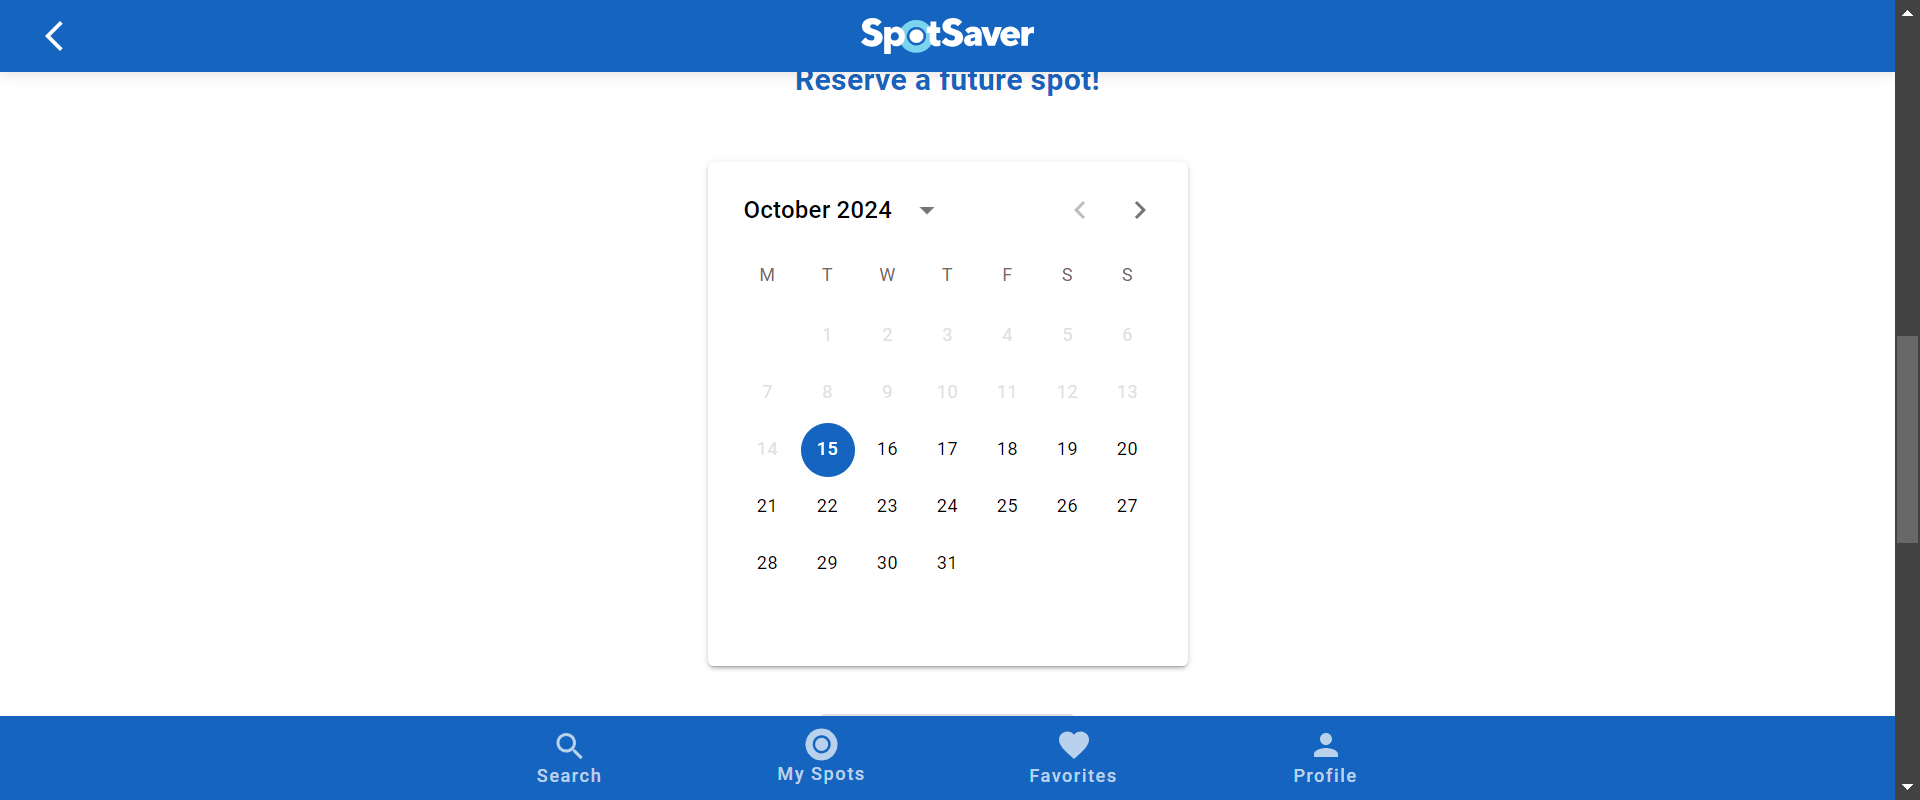 SpotSaver
Reserve a future spot!
October 2024
M T W T F S S
1 2 3 4 5 6
7 8 9 10 11 12 13
14 15 16 17 18 19 20
21 22 23 24 25 26 27
28 29 30 31
Search My Spots Favorites Profile